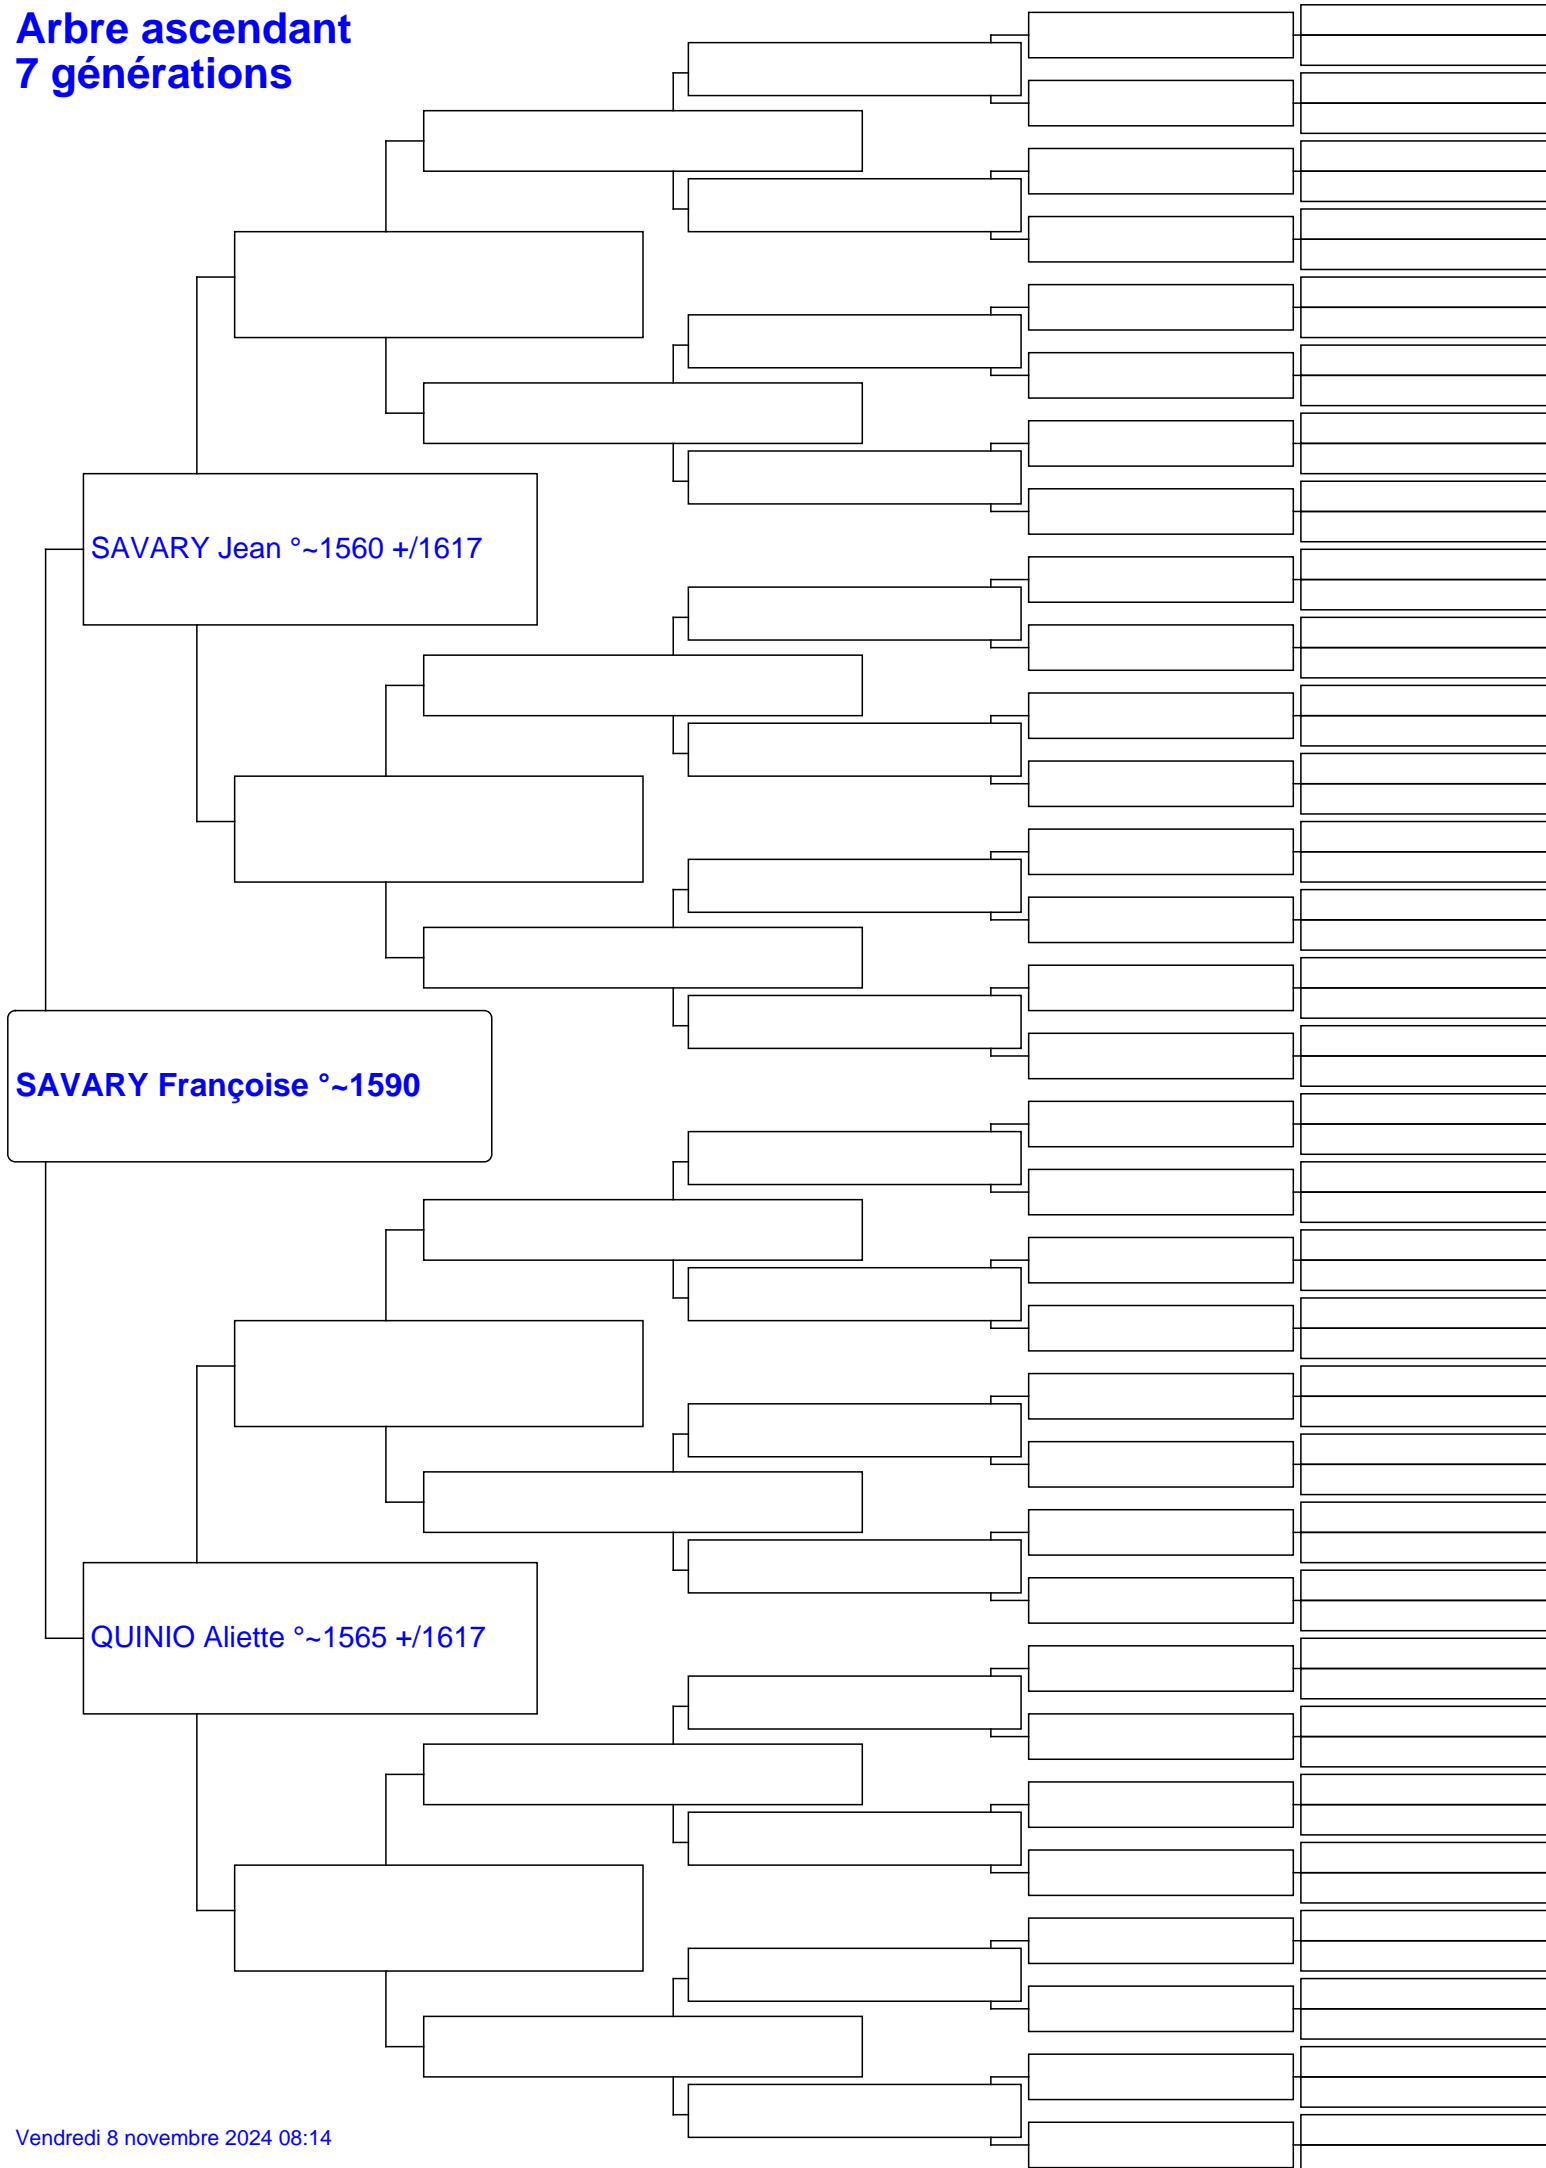 Arbre ascendant
7 générations
SAVARY Jean °~1560 +/1617
SAVARY Françoise °~1590
QUINIO Aliette °~1565 +/1617
Vendredi 8 novembre 2024 08:14